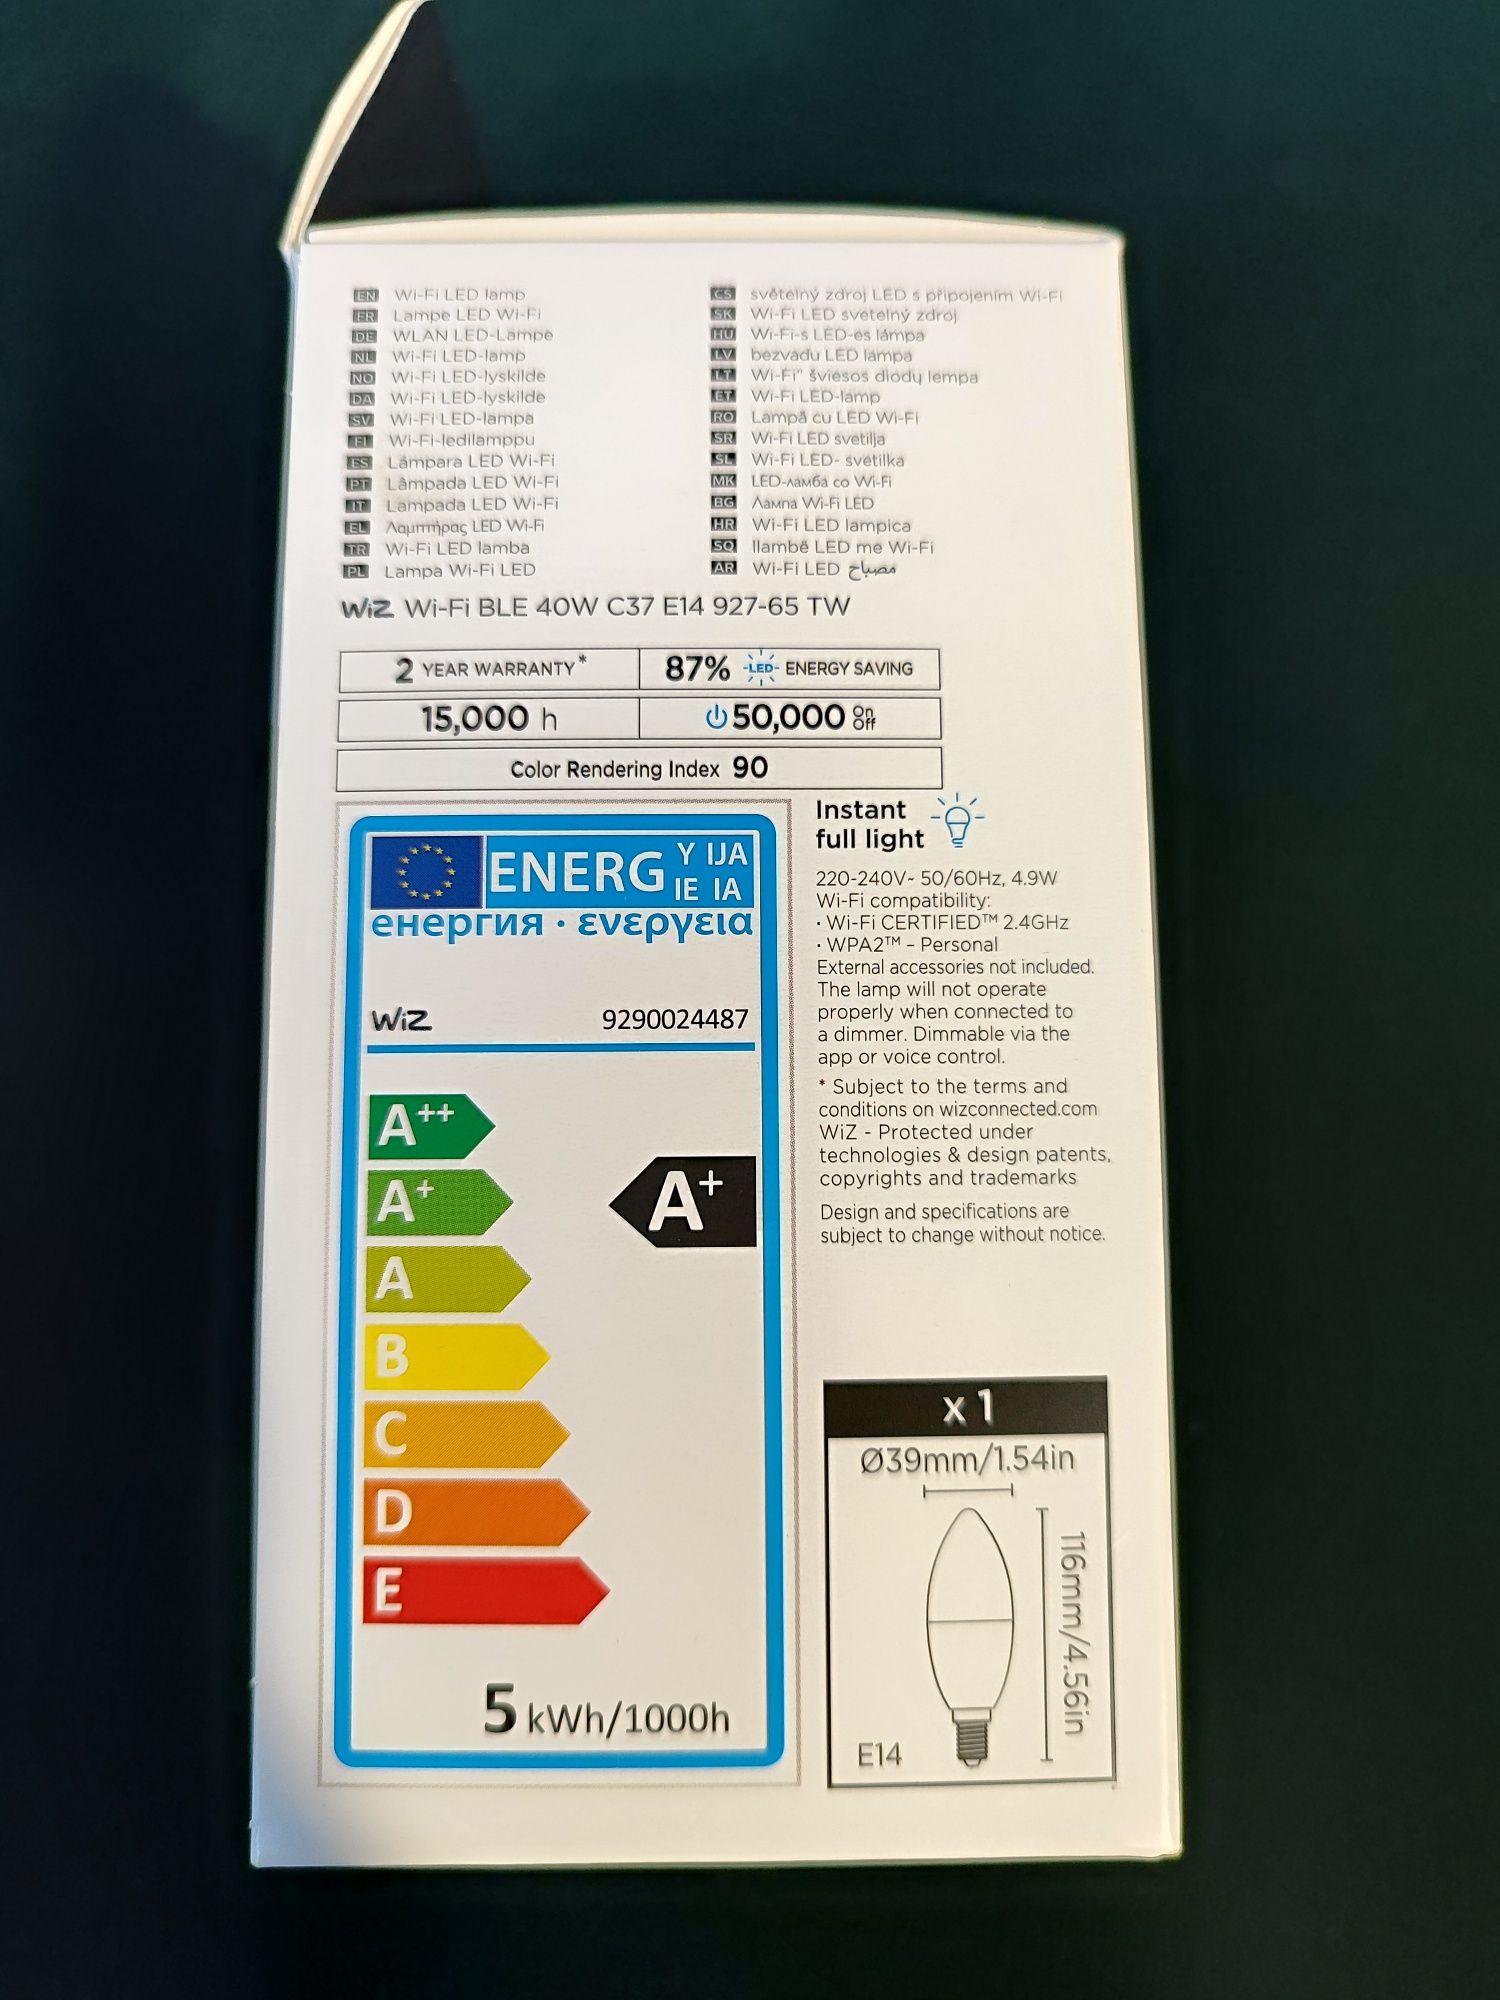 EN Wi-Fi LED lamp
FR Lampe LED Wi-Fi
DE WLAN LED-Lampe
NL Wi-Fi LED-lamp
NO Wi-Fi LED-lyskilde
DA Wi-Fi LED-lyskilde
SV Wi-Fi LED-lampa
FI Wi-Fi-ledilamppu
ES Lámpara LED Wi-Fi
PT Lâmpada LED Wi-Fi
IT Lampada LED Wi-Fi
EL Λαμπτήρας LED Wi-Fi
TR Wi-Fi LED lamba
PL Lampa Wi-Fi LED
CS světelný zdroj LED s připojením Wi-Fi
SK Wi-Fi LED svetelný zdroj
HU Wi-Fi-s LED-es lámpa
LV bezvadu LED lampa
LT Wi-Fi" šviesos diodų lempa
ET Wi-Fi LED-lamp
RO Lampă cu LED Wi-Fi
SR Wi-Fi LED svetilja
SL Wi-Fi LED- svetilka
MK LED-ламба со Wi-Fi
BG Лампа Wi-Fi LED
HR Wi-Fi LED lampica
SQ llambë LED me Wi-Fi
AR Wi-Fi LED مصباح
WiZ Wi-Fi BLE 40W C37 E14 927-65 TW
2 YEAR WARRANTY*
87% LED ENERGY SAVING
15,000 h
50,000 On Off
Color Rendering Index 90
ENERG Y IJA
IE IA
енергия · ενεργεια
WiZ 9290024487
A++
A+
A+
A
B
C
D
E
5 kWh/1000h
Instant
full light
220-240V~ 50/60Hz, 4.9W
Wi-Fi compatibility:
· Wi-Fi CERTIFIED™ 2.4GHz
· WPA2™ - Personal
External accessories not included.
The lamp will not operate
properly when connected to
a dimmer. Dimmable via the
app or voice control.
* Subject to the terms and
conditions on wizconnected.com
WiZ - Protected under
technologies & design patents,
copyrights and trademarks
Design and specifications are
subject to change without notice.
x 1
Ø39mm/1.54in
116mm/4.56in
E14